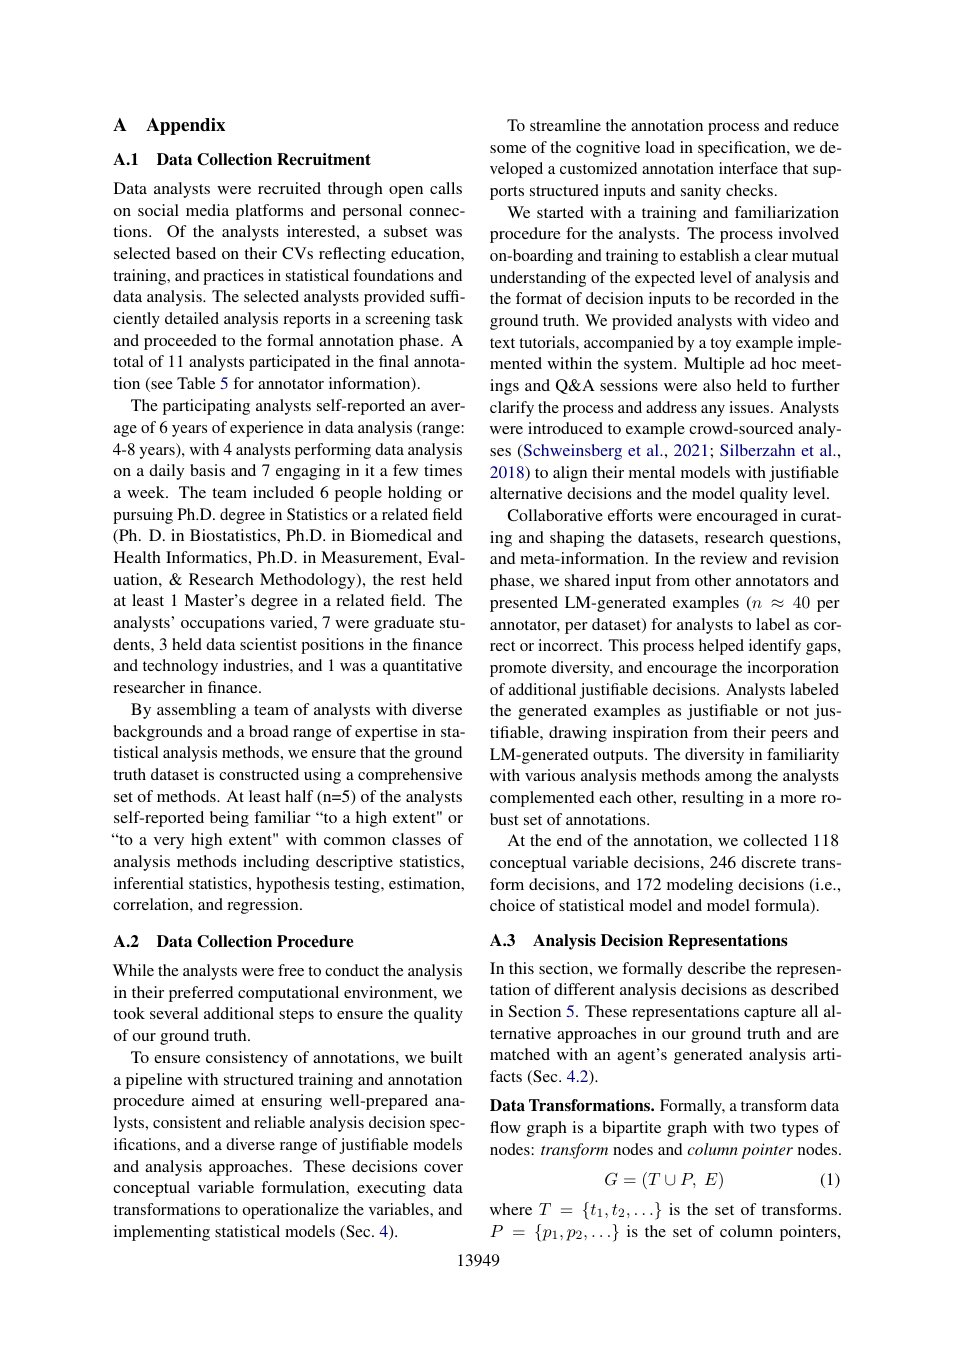 A Appendix
A.1 Data Collection Recruitment
Data analysts were recruited through open calls
on social media platforms and personal connec-
tions. Of the analysts interested, a subset was
selected based on their CVs reflecting education,
training, and practices in statistical foundations and
data analysis. The selected analysts provided suffi-
ciently detailed analysis reports in a screening task
and proceeded to the formal annotation phase. A
total of 11 analysts participated in the final annota-
tion (see Table 5 for annotator information).
The participating analysts self-reported an aver-
age of 6 years of experience in data analysis (range:
4-8 years), with 4 analysts performing data analysis
on a daily basis and 7 engaging in it a few times
a week. The team included 6 people holding or
pursuing Ph.D. degree in Statistics or a related field
(Ph. D. in Biostatistics, Ph.D. in Biomedical and
Health Informatics, Ph.D. in Measurement, Eval-
uation, & Research Methodology), the rest held
at least 1 Master's degree in a related field. The
analysts' occupations varied, 7 were graduate stu-
dents, 3 held data scientist positions in the finance
and technology industries, and 1 was a quantitative
researcher in finance.
By assembling a team of analysts with diverse
backgrounds and a broad range of expertise in sta-
tistical analysis methods, we ensure that the ground
truth dataset is constructed using a comprehensive
set of methods. At least half (n=5) of the analysts
self-reported being familiar “to a high extent" or
“to a very high extent" with common classes of
analysis methods including descriptive statistics,
inferential statistics, hypothesis testing, estimation,
correlation, and regression.
A.2 Data Collection Procedure
While the analysts were free to conduct the analysis
in their preferred computational environment, we
took several additional steps to ensure the quality
of our ground truth.
To ensure consistency of annotations, we built
a pipeline with structured training and annotation
procedure aimed at ensuring well-prepared ana-
lysts, consistent and reliable analysis decision spec-
ifications, and a diverse range of justifiable models
and analysis approaches. These decisions cover
conceptual variable formulation, executing data
transformations to operationalize the variables, and
implementing statistical models (Sec. 4).
To streamline the annotation process and reduce
some of the cognitive load in specification, we de-
veloped a customized annotation interface that sup-
ports structured inputs and sanity checks.
We started with a training and familiarization
procedure for the analysts. The process involved
on-boarding and training to establish a clear mutual
understanding of the expected level of analysis and
the format of decision inputs to be recorded in the
ground truth. We provided analysts with video and
text tutorials, accompanied by a toy example imple-
mented within the system. Multiple ad hoc meet-
ings and Q&A sessions were also held to further
clarify the process and address any issues. Analysts
were introduced to example crowd-sourced analy-
ses (Schweinsberg et al., 2021; Silberzahn et al.,
2018) to align their mental models with justifiable
alternative decisions and the model quality level.
Collaborative efforts were encouraged in curat-
ing and shaping the datasets, research questions,
and meta-information. In the review and revision
phase, we shared input from other annotators and
presented LM-generated examples (n ≈ 40 per
annotator, per dataset) for analysts to label as cor-
rect or incorrect. This process helped identify gaps,
promote diversity, and encourage the incorporation
of additional justifiable decisions. Analysts labeled
the generated examples as justifiable or not jus-
tifiable, drawing inspiration from their peers and
LM-generated outputs. The diversity in familiarity
with various analysis methods among the analysts
complemented each other, resulting in a more ro-
bust set of annotations.
At the end of the annotation, we collected 118
conceptual variable decisions, 246 discrete trans-
form decisions, and 172 modeling decisions (i.e.,
choice of statistical model and model formula).
A.3 Analysis Decision Representations
In this section, we formally describe the represen-
tation of different analysis decisions as described
in Section 5. These representations capture all al-
ternative approaches in our ground truth and are
matched with an agent's generated analysis arti-
facts (Sec. 4.2).
Data Transformations. Formally, a transform data
flow graph is a bipartite graph with two types of
nodes: transform nodes and column pointer nodes.
G = (T ∪ P, E) (1)
where T = {t₁, t₂, . . .} is the set of transforms.
P = {p₁, p₂, . . .} is the set of column pointers,
13949